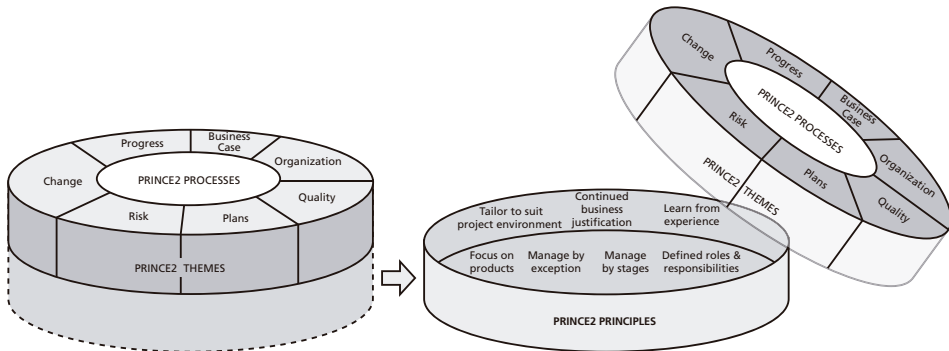 Progress
Business
Case
Organization
Change
PRINCE2 PROCESSES
Quality
Risk
Plans
PRINCE2 THEMES
Tailor to suit
project environment
Continued
business
justification
Learn from
experience
Focus on
products
Manage by
exception
Manage
by stages
Defined roles &
responsibilities
PRINCE2 PRINCIPLES
Change
Progress
Business
Case
PRINCE2 PROCESSES
Risk
Organization
Plans
Quality
PRINCE2 THEMES